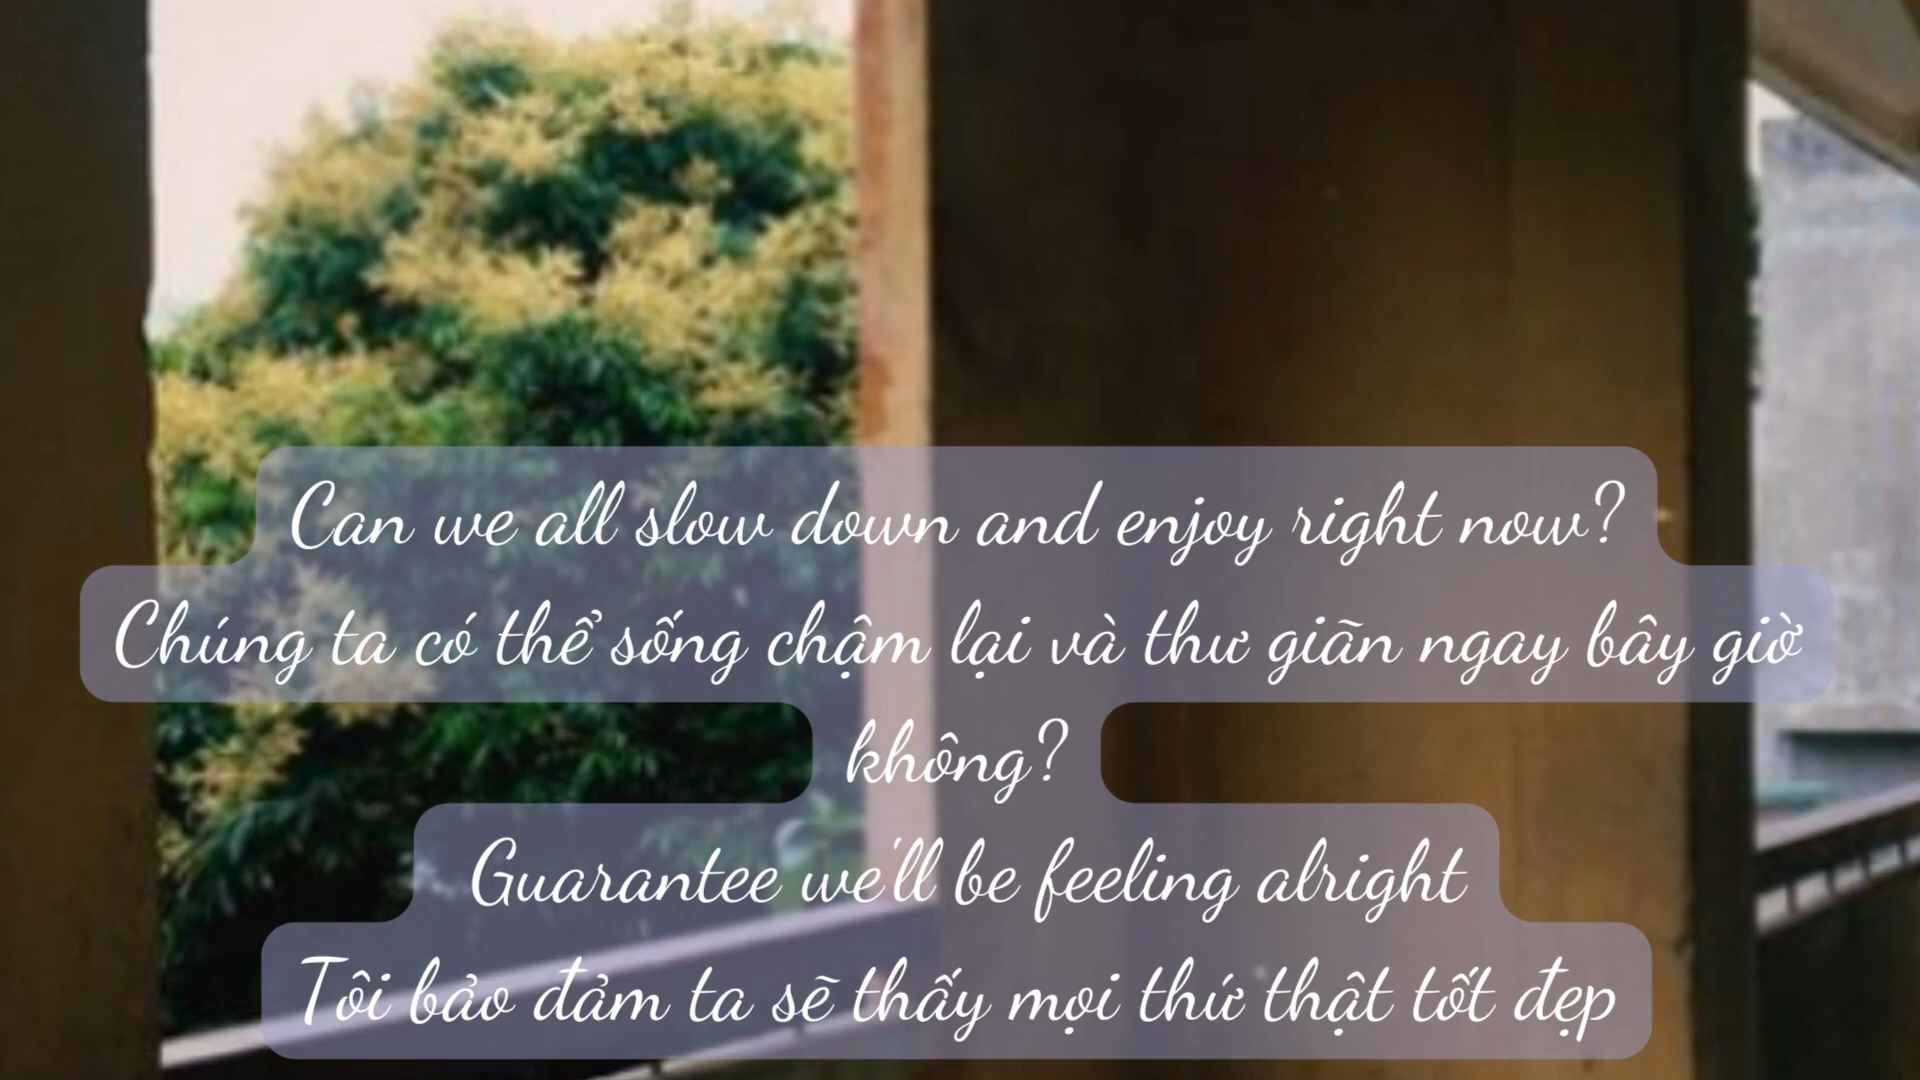 Can we all slow down and enjoy right now?
Chúng ta có thể sống chậm lại và thư giãn ngay bây giờ
không?
Guarantee we'll be feeling alright
Tôi bảo đảm ta sẽ thấy mọi thứ thật tốt đẹp